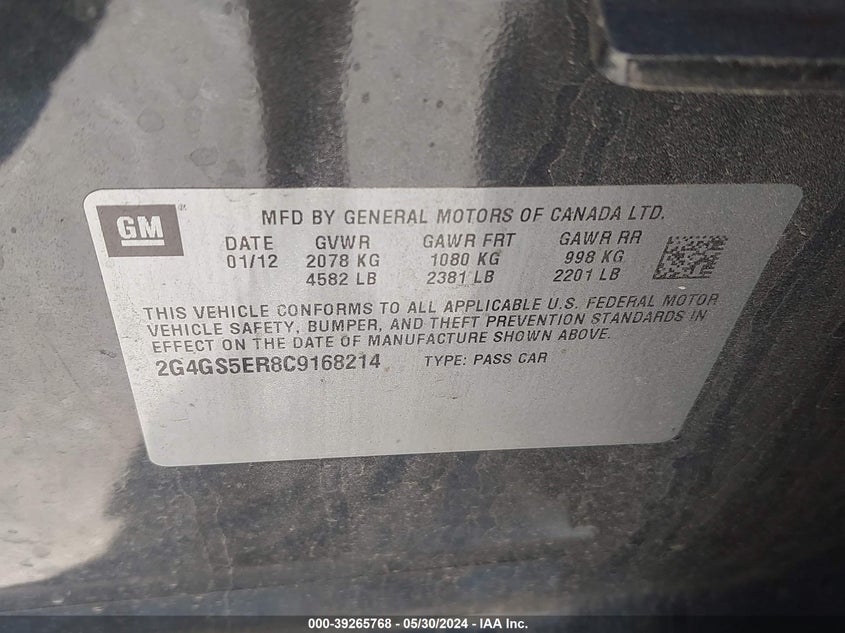 GM®
MFD BY GENERAL MOTORS OF CANADA LTD.
DATE GVWR GAWR FRT GAWR RR
01/12 2078 KG 1080 KG 998 KG
4582 LB 2381 LB 2201 LB
THIS VEHICLE CONFORMS TO ALL APPLICABLE U.S. FEDERAL MOTOR
VEHICLE SAFETY, BUMPER, AND THEFT PREVENTION STANDARDS IN
EFFECT ON THE DATE OF MANUFACTURE SHOWN ABOVE.
2G4GS5ER8C9168214 TYPE: PASS CAR
000-39265768 - 05/30/2024 - IAA Inc.